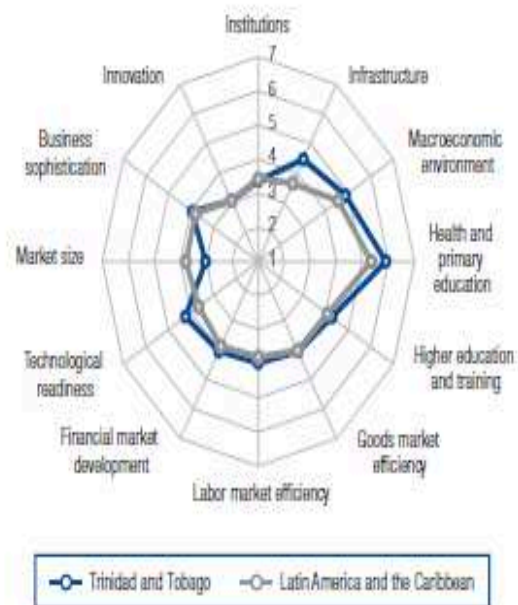 Institutions
Innovation
Infrastructure
Business
sophistication
Macroeconomic
environment
Market size
Health and
primary
education
Technological
readiness
Higher education
and training
Financial market
development
Goods market
efficiency
Labor market efficiency
7
6
5
4
3
2
1
Trinidad and Tobago
Latin America and the Caribbean